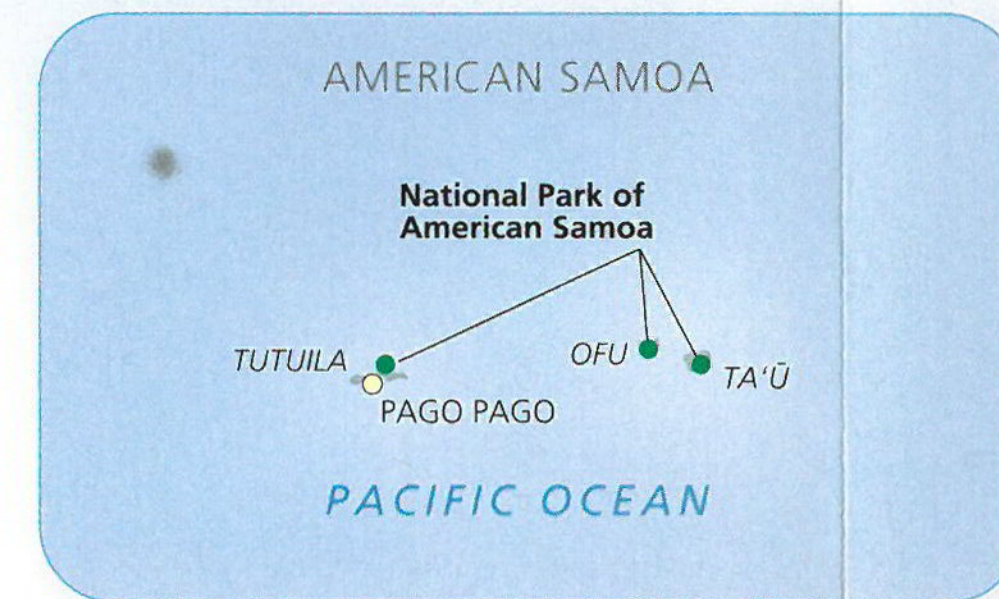 AMERICAN SAMOA
National Park of
American Samoa
TUTUILA
OFU
TA‘Ū
PAGO PAGO
PACIFIC OCEAN